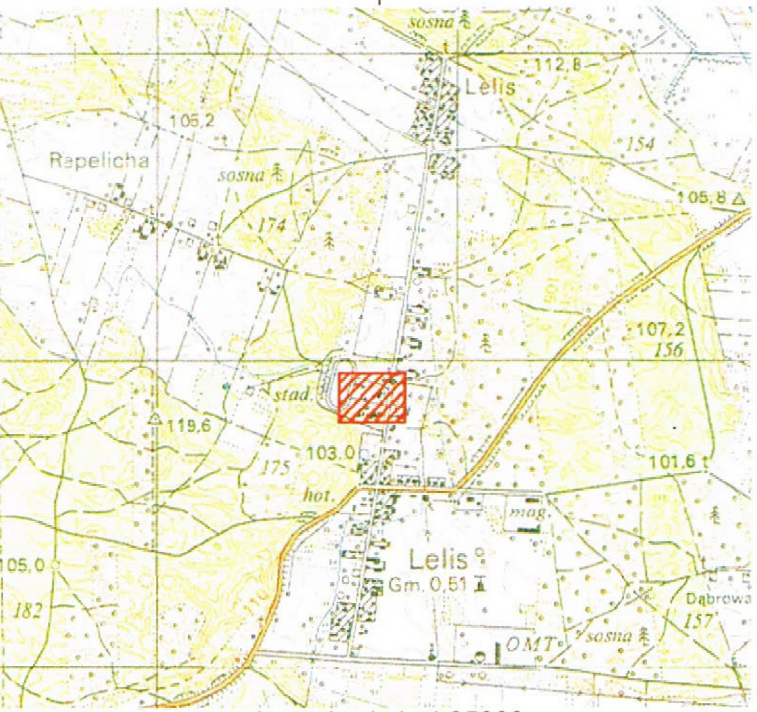 sosna
112,8
Lelis
105,2
154
Rapelicha
sosna
105,8
174
107,2
156
stad.
119,6
103.0
175
101.6 t
hot.
mag.
Lelis
Gm. 0,51
105,0
Dąbrowa
182
157
sosna
OMT